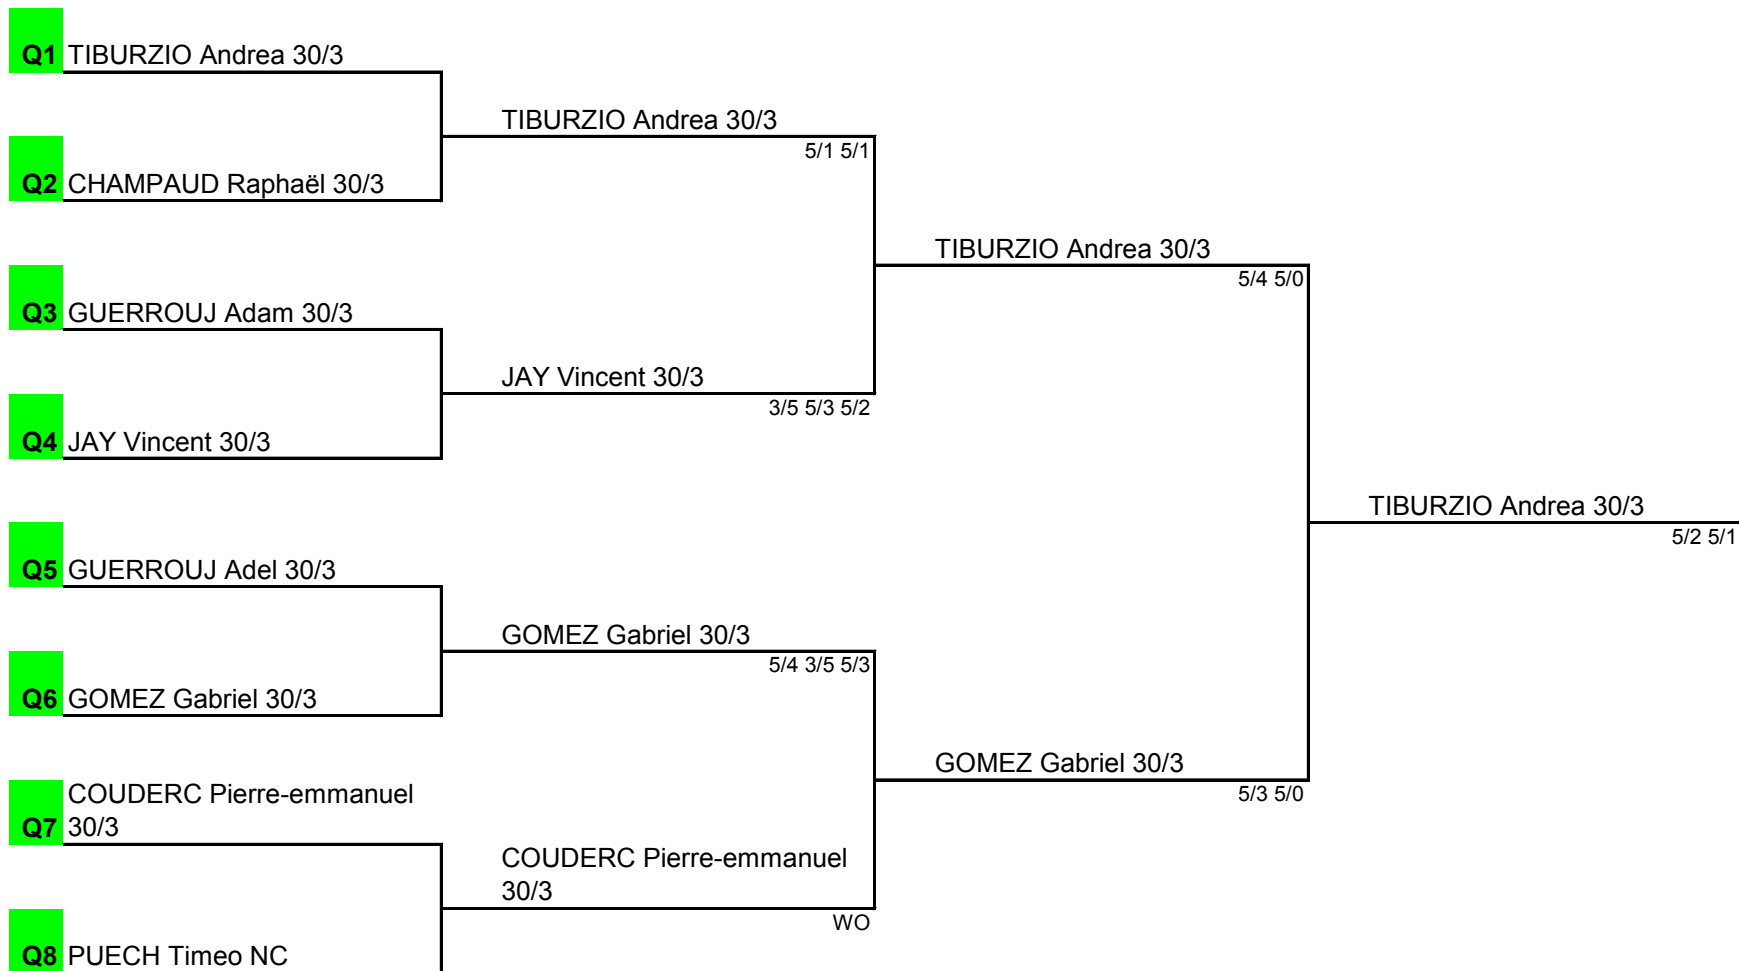 Q1 TIBURZIO Andrea 30/3
TIBURZIO Andrea 30/3
5/1 5/1
Q2 CHAMPAUD Raphaël 30/3
TIBURZIO Andrea 30/3
5/4 5/0
Q3 GUERROUJ Adam 30/3
JAY Vincent 30/3
3/5 5/3 5/2
Q4 JAY Vincent 30/3
TIBURZIO Andrea 30/3
5/2 5/1
Q5 GUERROUJ Adel 30/3
GOMEZ Gabriel 30/3
5/4 3/5 5/3
Q6 GOMEZ Gabriel 30/3
GOMEZ Gabriel 30/3
5/3 5/0
COUDERC Pierre-emmanuel
Q7 30/3
COUDERC Pierre-emmanuel
30/3
WO
Q8 PUECH Timeo NC